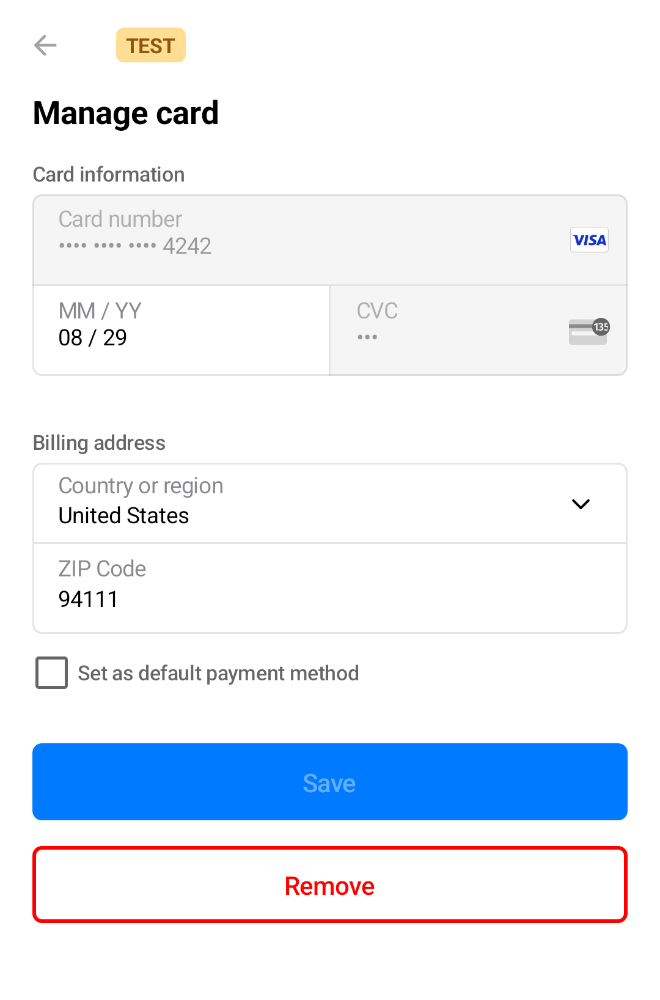 TEST
Manage card
Card information
Card number
•••• •••• •••• 4242
VISA
MM / YY
08 / 29
CVC
•••
135
Billing address
Country or region
United States
ZIP Code
94111
Set as default payment method
Save
Remove